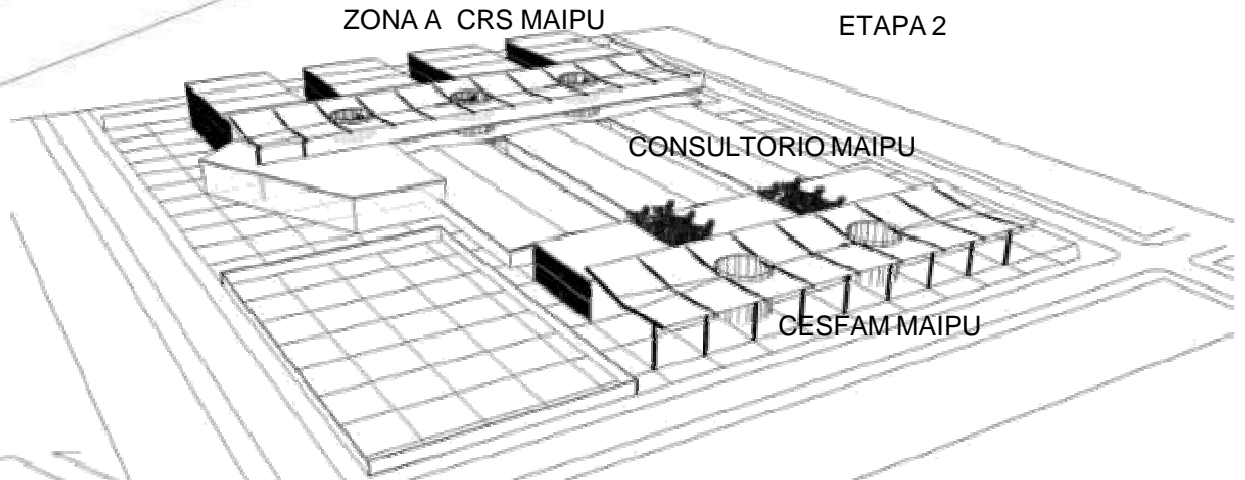 ZONA A CRS MAIPU
ETAPA 2
CONSULTORIO MAIPU
CESFAM MAIPU